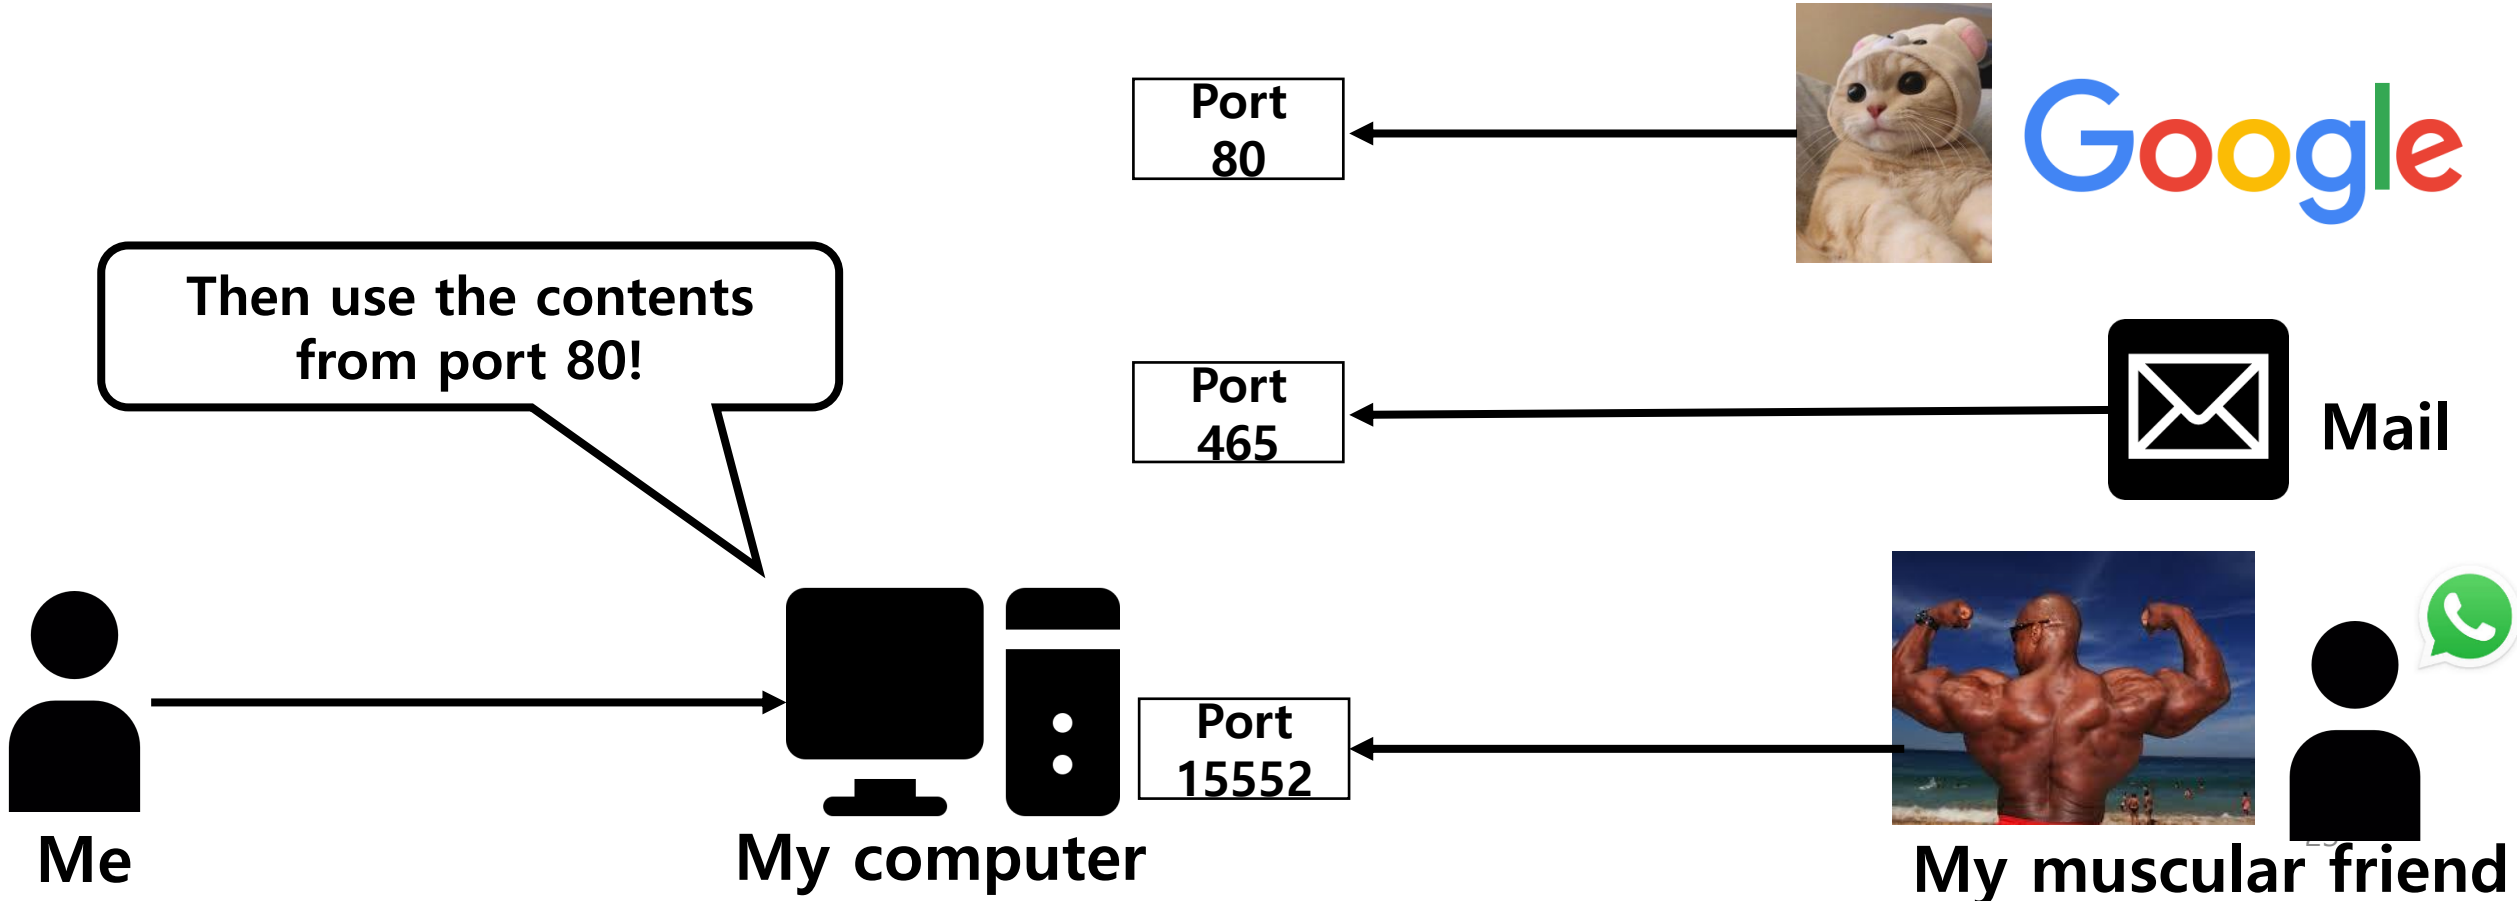 Port
80
Google
Then use the contents
from port 80!
Port
465
Mail
Port
15552
Me
My computer
My muscular friend